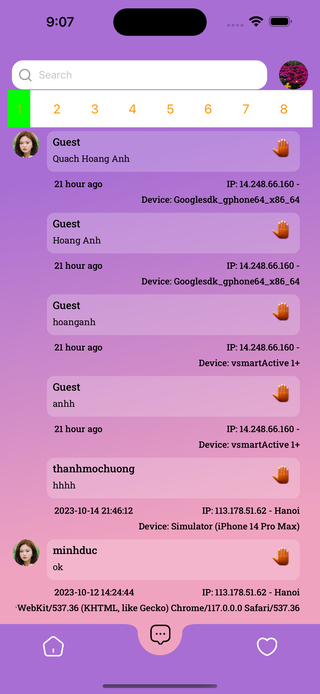 9:07
Search
1 2 3 4 5 6 7 8
Guest
Quach Hoang Anh
21 hour ago IP: 14.248.66.160 -
Device: Googlesdk_gphone64_x86_64
Guest
Hoang Anh
21 hour ago IP: 14.248.66.160 -
Device: Googlesdk_gphone64_x86_64
Guest
hoanganh
21 hour ago IP: 14.248.66.160 -
Device: vsmartActive 1+
Guest
anhh
21 hour ago IP: 14.248.66.160 -
Device: vsmartActive 1+
thanhmochuong
hhhh
2023-10-14 21:46:12 IP: 113.178.51.62 - Hanoi
Device: Simulator (iPhone 14 Pro Max)
minhduc
ok
2023-10-12 14:24:44 IP: 113.178.51.62 - Hanoi
WebKit/537.36 (KHTML, like Gecko) Chrome/117.0.0.0 Safari/537.36